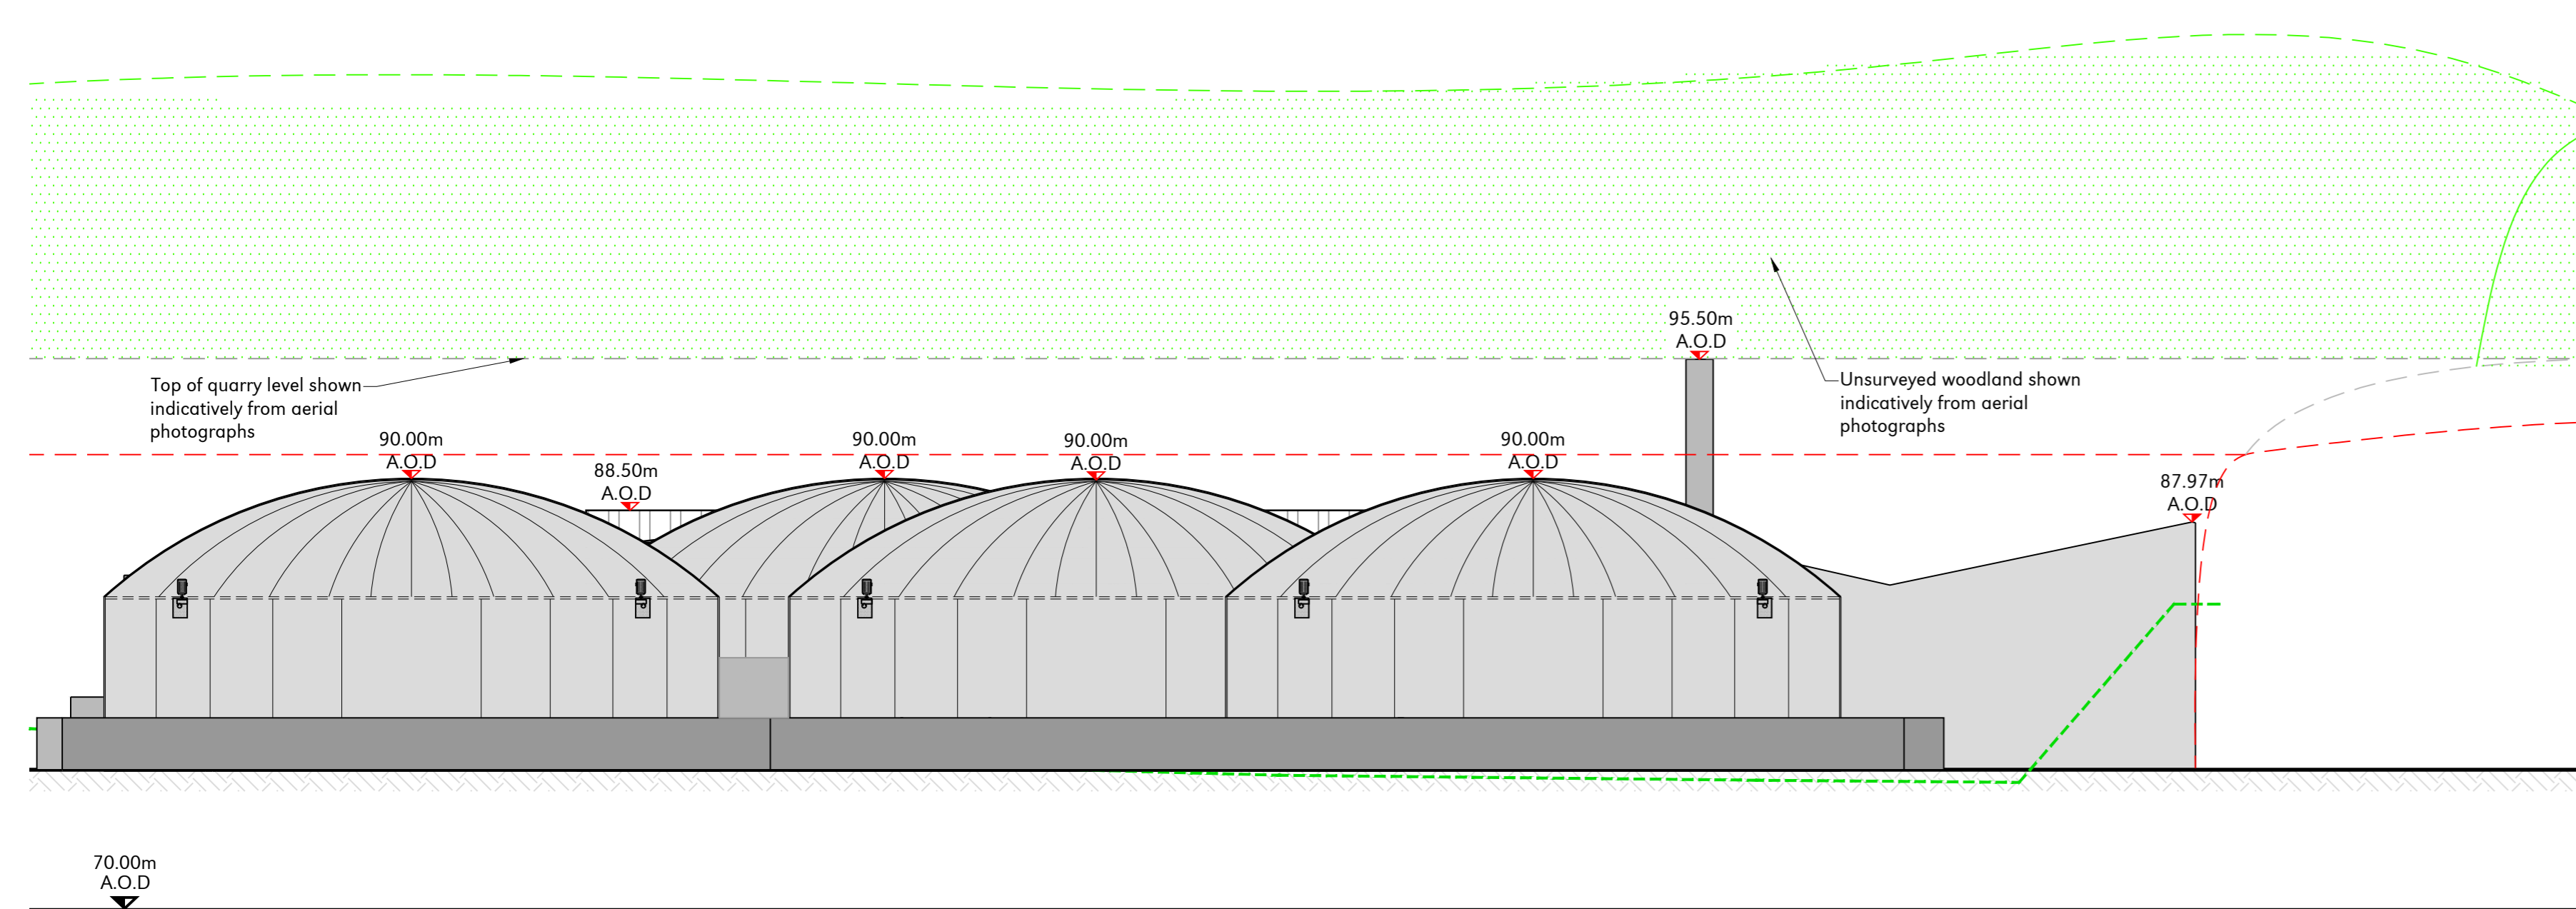 95.50m
A.O.D
Top of quarry level shown
indicatively from aerial
photographs
Unsurveyed woodland shown
indicatively from aerial
photographs
90.00m
A.O.D
88.50m
A.O.D
90.00m
A.O.D
90.00m
A.O.D
90.00m
A.O.D
87.97m
A.O.D
70.00m
A.O.D